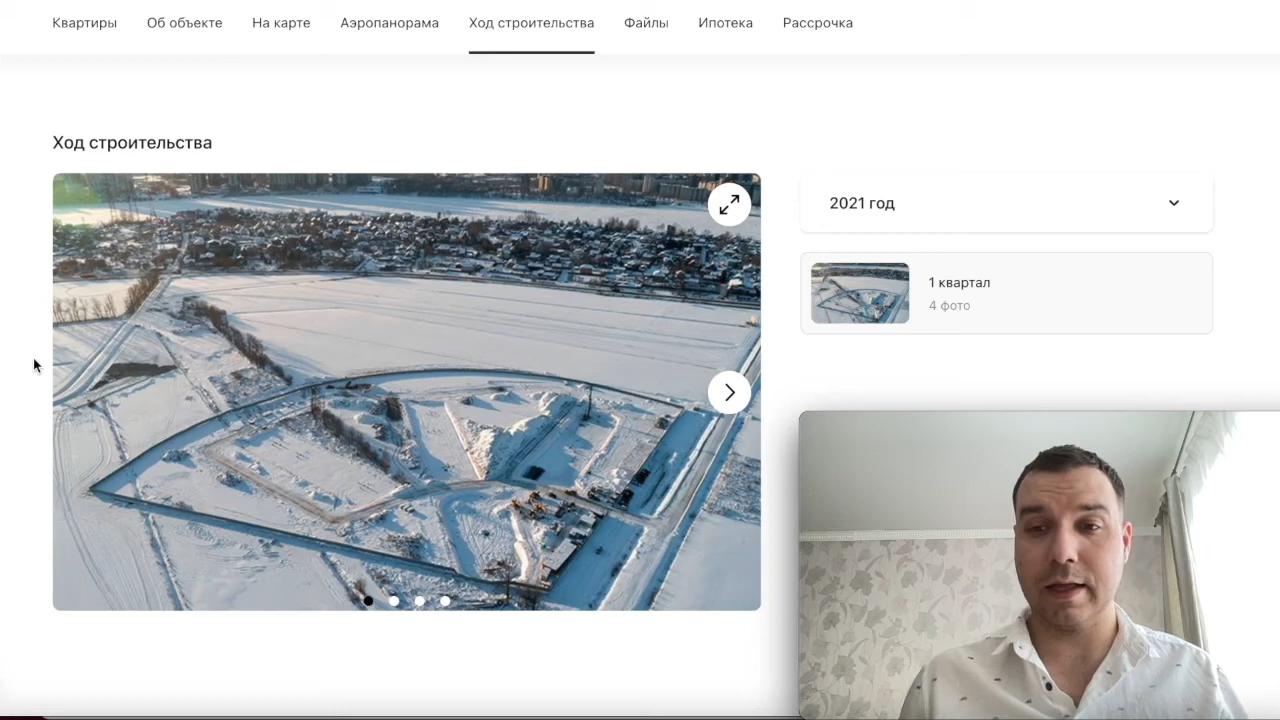 Квартиры Об объекте На карте Аэропанорама Ход строительства Файлы Ипотека Рассрочка
Ход строительства
2021 год
1 квартал
4 фото